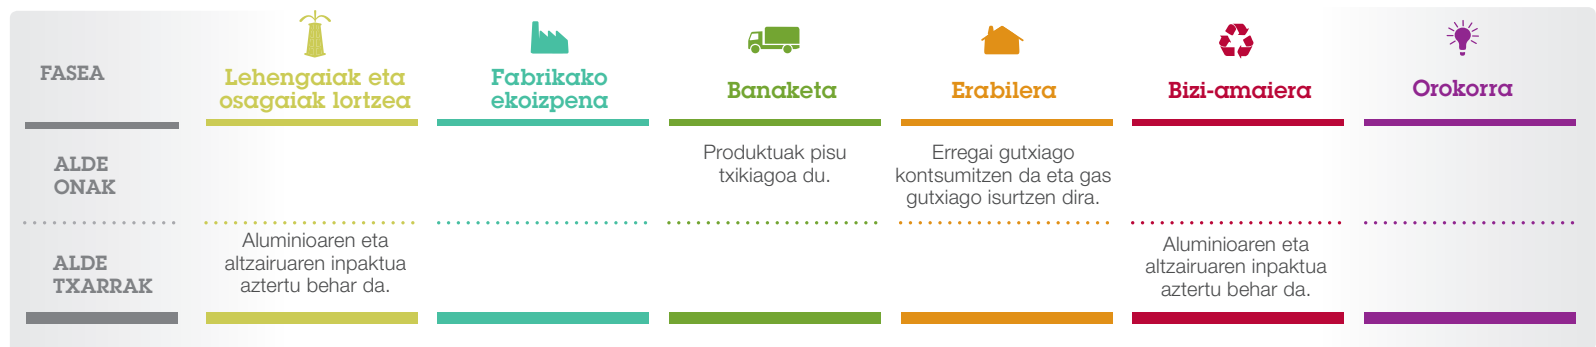 FASEA
Lehengaiak eta
osagaiak lortzea
Fabrikako
ekoizpena
Banaketa
Erabilera
Bizi-amaiera
Orokorra
ALDE
ONAK
Produktuak pisu
txikiagoa du.
Erregai gutxiago
kontsumitzen da eta gas
gutxiago isurtzen dira.
ALDE
TXARRAK
Aluminioaren eta
altzairuaren inpaktua
aztertu behar da.
Aluminioaren eta
altzairuaren inpaktua
aztertu behar da.